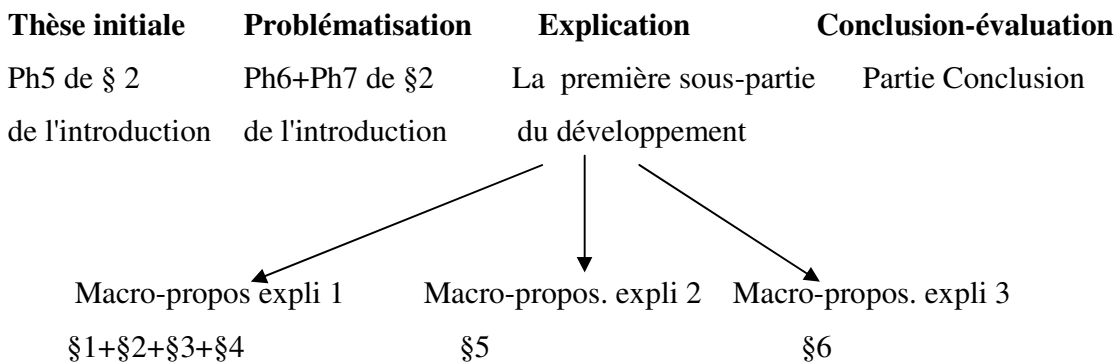 Thèse initiale Problématisation Explication Conclusion-évaluation
Ph5 de § 2 Ph6+Ph7 de §2 La première sous-partie Partie Conclusion
de l'introduction de l'introduction du développement
Macro-propos expli 1 Macro-propos. expli 2 Macro-propos. expli 3
§1+§2+§3+§4 §5 §6